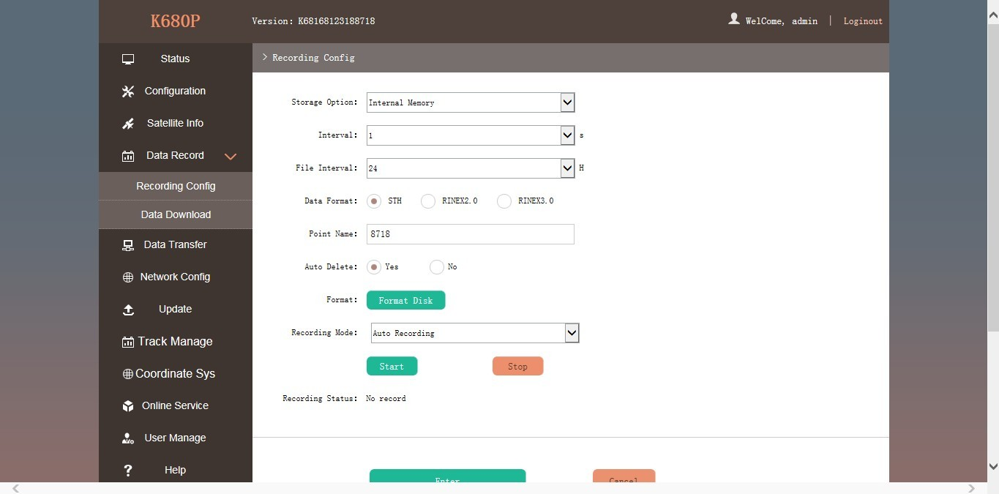 K680P
Version: K68168123188718
WelCome, admin | Loginout
Status
Configuration
Satellite Info
Data Record
Recording Config
Data Download
Data Transfer
Network Config
Update
Track Manage
Coordinate Sys
Online Service
User Manage
Help
> Recording Config
Storage Option: Internal Memory
Interval: 1 s
File Interval: 24 H
Data Format: STH RINEX2.0 RINEX3.0
Point Name: 8718
Auto Delete: Yes No
Format: Format Disk
Recording Mode: Auto Recording
Start Stop
Recording Status: No record
Enter Cancel